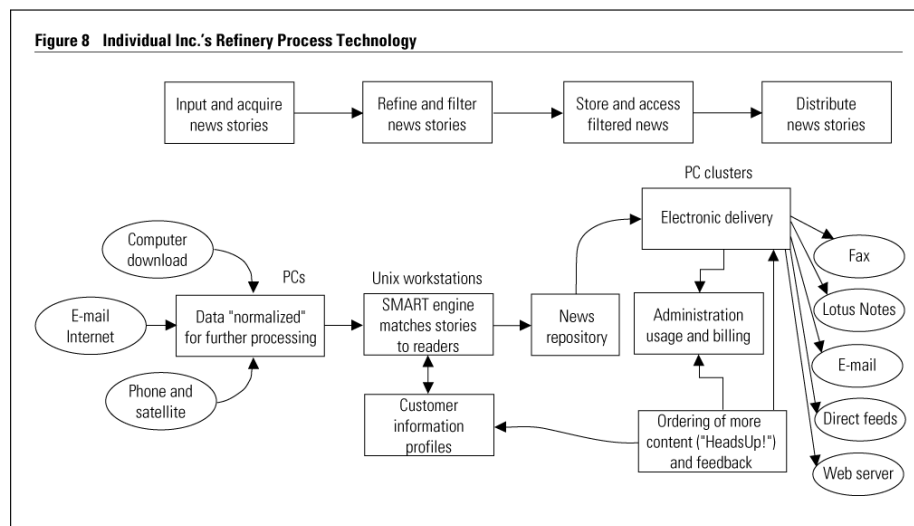 Figure 8 Individual Inc.'s Refinery Process Technology
Input and acquire
news stories
Refine and filter
news stories
Store and access
filtered news
Distribute
news stories
PC clusters
Electronic delivery
Computer
download
PCs
Unix workstations
Fax
E-mail
Internet
Data "normalized"
for further processing
SMART engine
matches stories
to readers
News
repository
Administration
usage and billing
Lotus Notes
E-mail
Phone and
satellite
Customer
information
profiles
Ordering of more
content ("HeadsUp!")
and feedback
Direct feeds
Web server